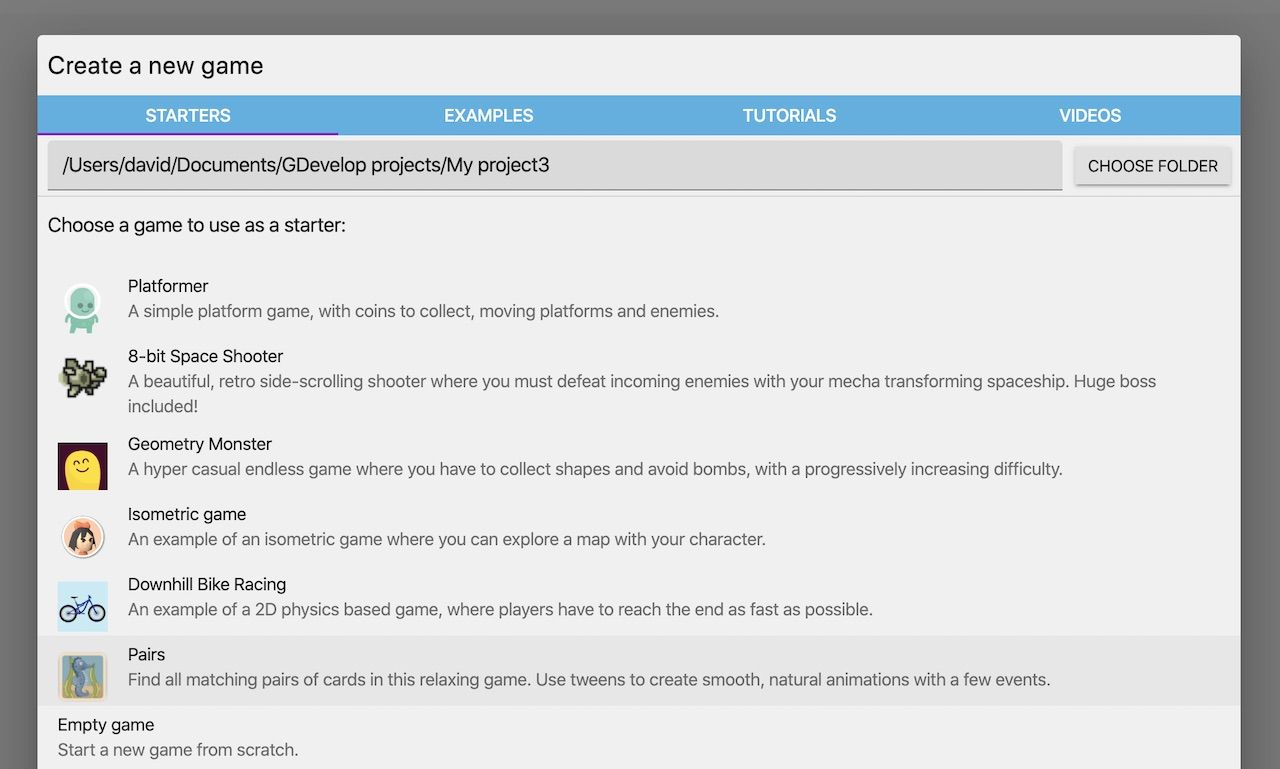 Create a new game
STARTERS
EXAMPLES
TUTORIALS
VIDEOS
/Users/david/Documents/GDevelop projects/My project3
CHOOSE FOLDER
Choose a game to use as a starter:
Platformer
A simple platform game, with coins to collect, moving platforms and enemies.
8-bit Space Shooter
A beautiful, retro side-scrolling shooter where you must defeat incoming enemies with your mecha transforming spaceship. Huge boss
included!
Geometry Monster
A hyper casual endless game where you have to collect shapes and avoid bombs, with a progressively increasing difficulty.
Isometric game
An example of an isometric game where you can explore a map with your character.
Downhill Bike Racing
An example of a 2D physics based game, where players have to reach the end as fast as possible.
Pairs
Find all matching pairs of cards in this relaxing game. Use tweens to create smooth, natural animations with a few events.
Empty game
Start a new game from scratch.